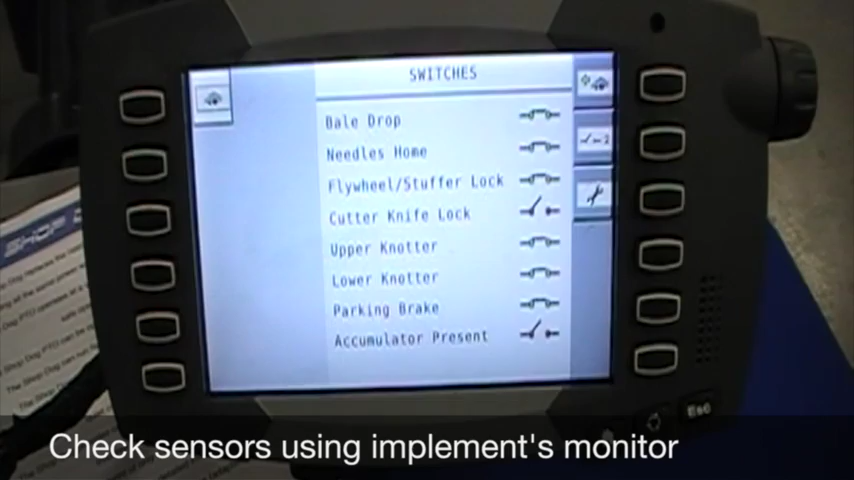 SWITCHES
Bale Drop
Needles Home
Flywheel/Stuffer Lock
Cutter Knife Lock
Upper Knotter
Lower Knotter
Parking Brake
Accumulator Present
Esc
Check sensors using implement's monitor